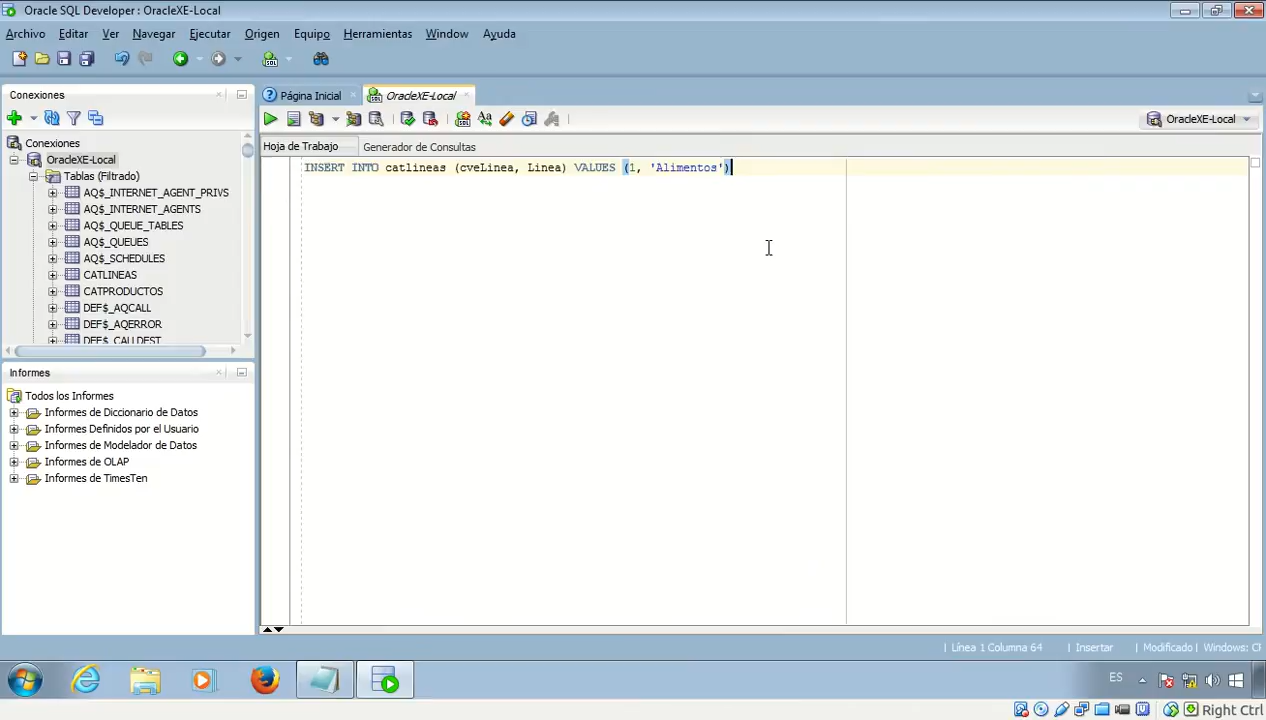 Oracle SQL Developer : OracleXE-Local
Archivo Editar Ver Navegar Ejecutar Origen Equipo Herramientas Window Ayuda
Conexiones
Página Inicial
OracleXE-Local
OracleXE-Local
Hoja de Trabajo
Generador de Consultas
Conexiones
OracleXE-Local
Tablas (Filtrado)
AQ$_INTERNET_AGENT_PRIVS
AQ$_INTERNET_AGENTS
AQ$_QUEUE_TABLES
AQ$_QUEUES
AQ$_SCHEDULES
CATLINEAS
CATPRODUCTOS
DEF$_AQCALL
DEF$_AQERROR
DEF$_CALLDEST
INSERT INTO catlineas (cveLinea, Linea) VALUES (1, 'Alimentos')
Informes
Todos los Informes
Informes de Diccionario de Datos
Informes Definidos por el Usuario
Informes de Modelador de Datos
Informes de OLAP
Informes de TimesTen
Línea 1 Columna 64
Insertar
Modificado
Windows: Cl
ES
Right Ctrl